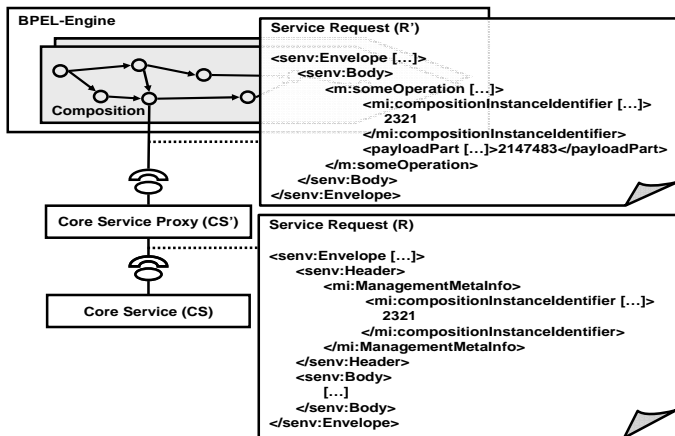 BPEL-Engine
Composition
Core Service Proxy (CS’)
Core Service (CS)
Service Request (R’)
<senv:Envelope [...]>
<senv:Body>
<m:someOperation [...]>
<mi:compositionInstanceIdentifier [...]>
2321
</mi:compositionInstanceIdentifier>
<payloadPart [...]>2147483</payloadPart>
</m:someOperation>
</senv:Body>
</senv:Envelope>
Service Request (R)
<senv:Envelope [...]>
<senv:Header>
<mi:ManagementMetaInfo>
<mi:compositionInstanceIdentifier [...]>
2321
</mi:compositionInstanceIdentifier>
</mi:ManagementMetaInfo>
</senv:Header>
<senv:Body>
[...]
</senv:Body>
</senv:Envelope>